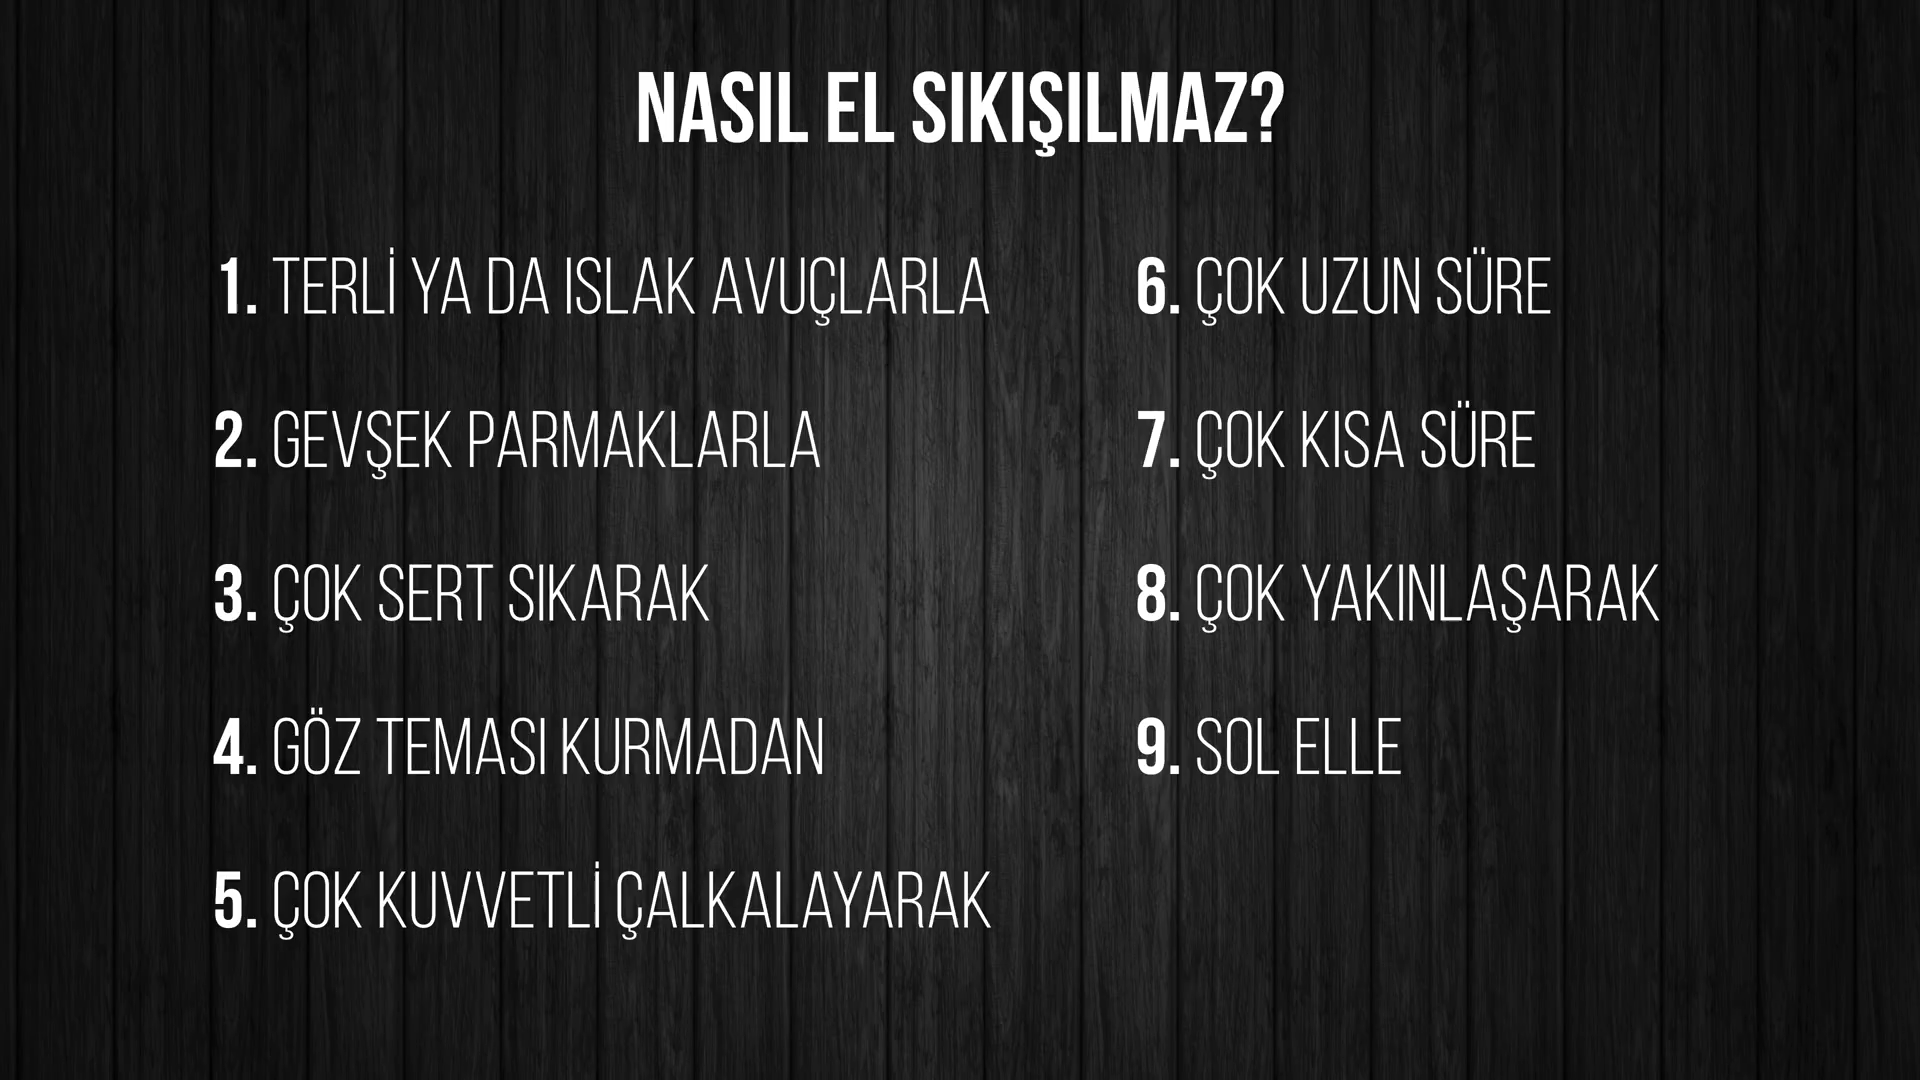 NASIL EL SIKIŞILMAZ?
1. TERLİ YA DA ISLAK AVUÇLARLA
2. GEVŞEK PARMAKLARLA
3. ÇOK SERT SIKARAK
4. GÖZ TEMASI KURMADAN
5. ÇOK KUVVETLİ ÇALKALAYARAK
6. ÇOK UZUN SÜRE
7. ÇOK KISA SÜRE
8. ÇOK YAKINLAŞARAK
9. SOL ELLE